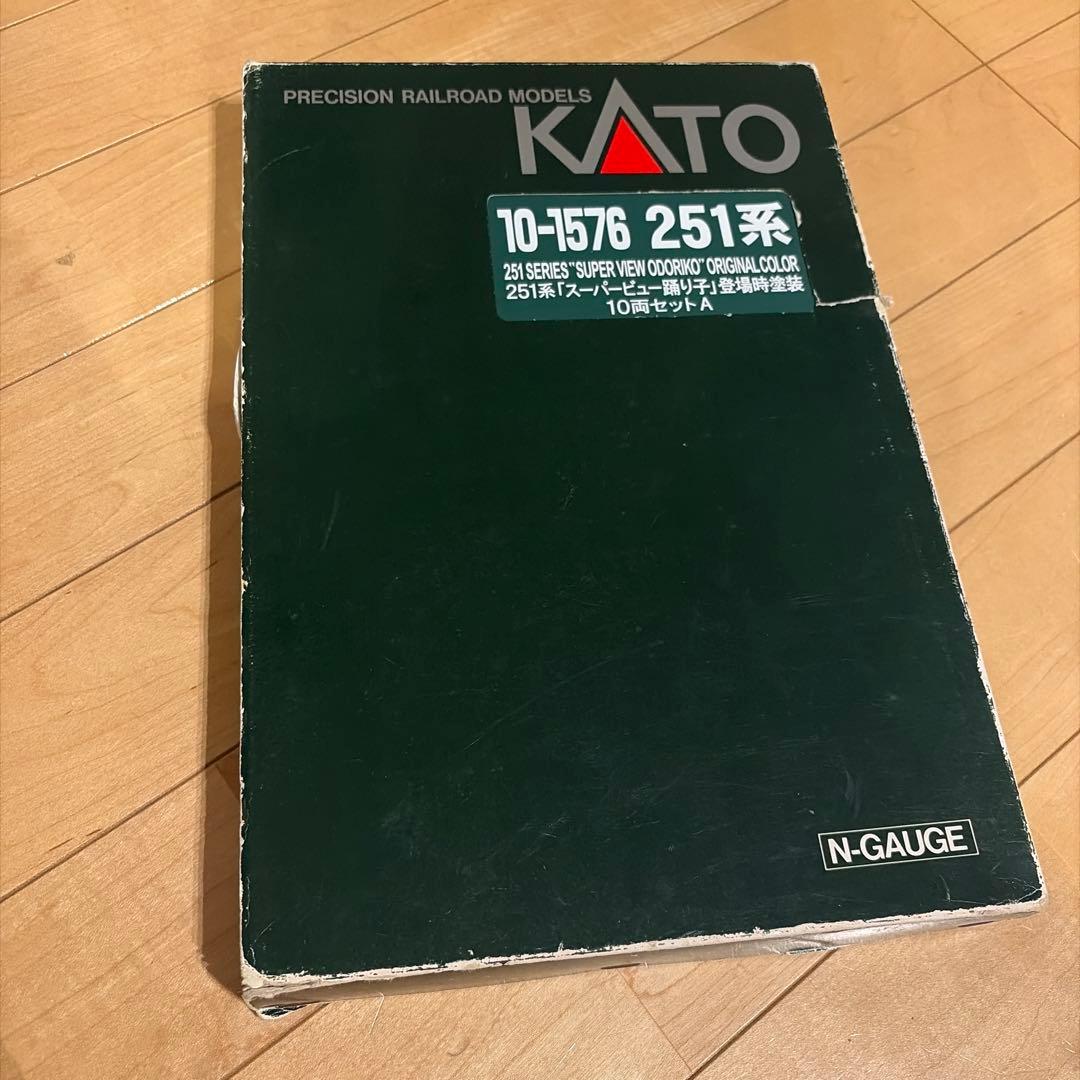 PRECISION RAILROAD MODELS
KATO
10-1576 251系
251 SERIES "SUPER VIEW ODORIKO" ORIGINAL COLOR
251系「スーパービュー踊り子」登場時塗装
10両セットA
N-GAUGE